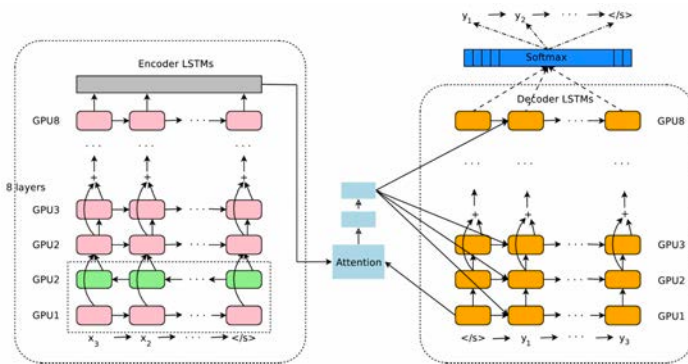 y1 y2 ... </s>
Softmax
Encoder LSTMs
Decoder LSTMs
GPU8 ... ... GPU8
... ...
+ + + + + +
8 layers
GPU3 ... ... GPU3
GPU2 ...
GPU2 ... Attention ... GPU2
GPU1 ... ... GPU1
x3 x2 ... </s> </s> y1 ... y3